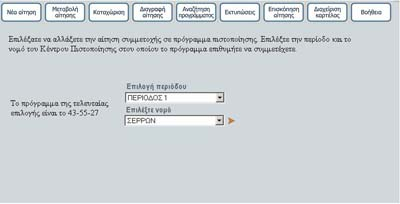 Νέα αίτηση
Μεταβολή αίτησης
Καταχώριση
Διαγραφή αίτησης
Αναζήτηση προγράμματος
Εκτυπώσεις
Επισκόπηση αίτησης
Διαχείριση καρτέλας
Βοήθεια
Επιλέξατε να αλλάξετε την αίτηση συμμετοχής σε πρόγραμμα πιστοποίησης. Επιλέξτε την περίοδο και το
νομό του Κέντρου Πιστοποίησης στου οποίου το πρόγραμμα επιθυμήτε να συμμετέχετε.
Επιλογή περιόδου
ΠΕΡΙΟΔΟΣ 1
Το πρόγραμμα της τελευταίας
επιλογής είναι το 43-55-27
Επιλέξτε νομό
ΣΕΡΡΩΝ